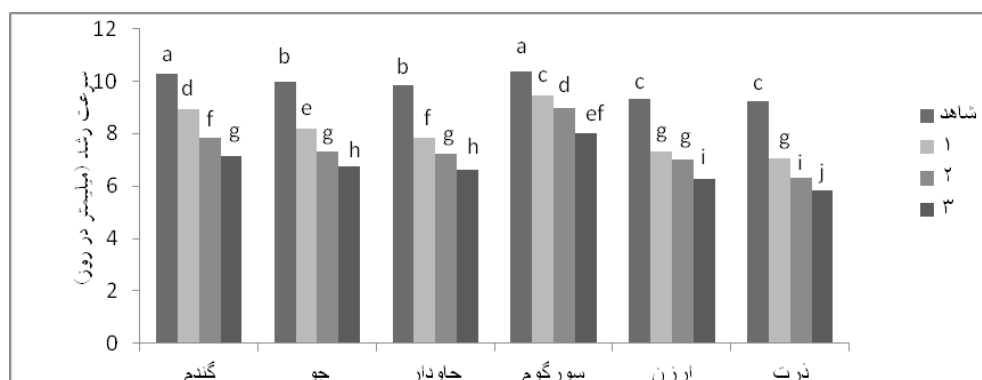 سرعت رشد (میلیمتر در روز)
12
10
8
6
4
2
0
a d f g
b e g h
b f g h
a c d ef
c g g i
c g i j
گندم جو چاودار سورگوم ارزن ذرت
شاهد
۱
۲
۳